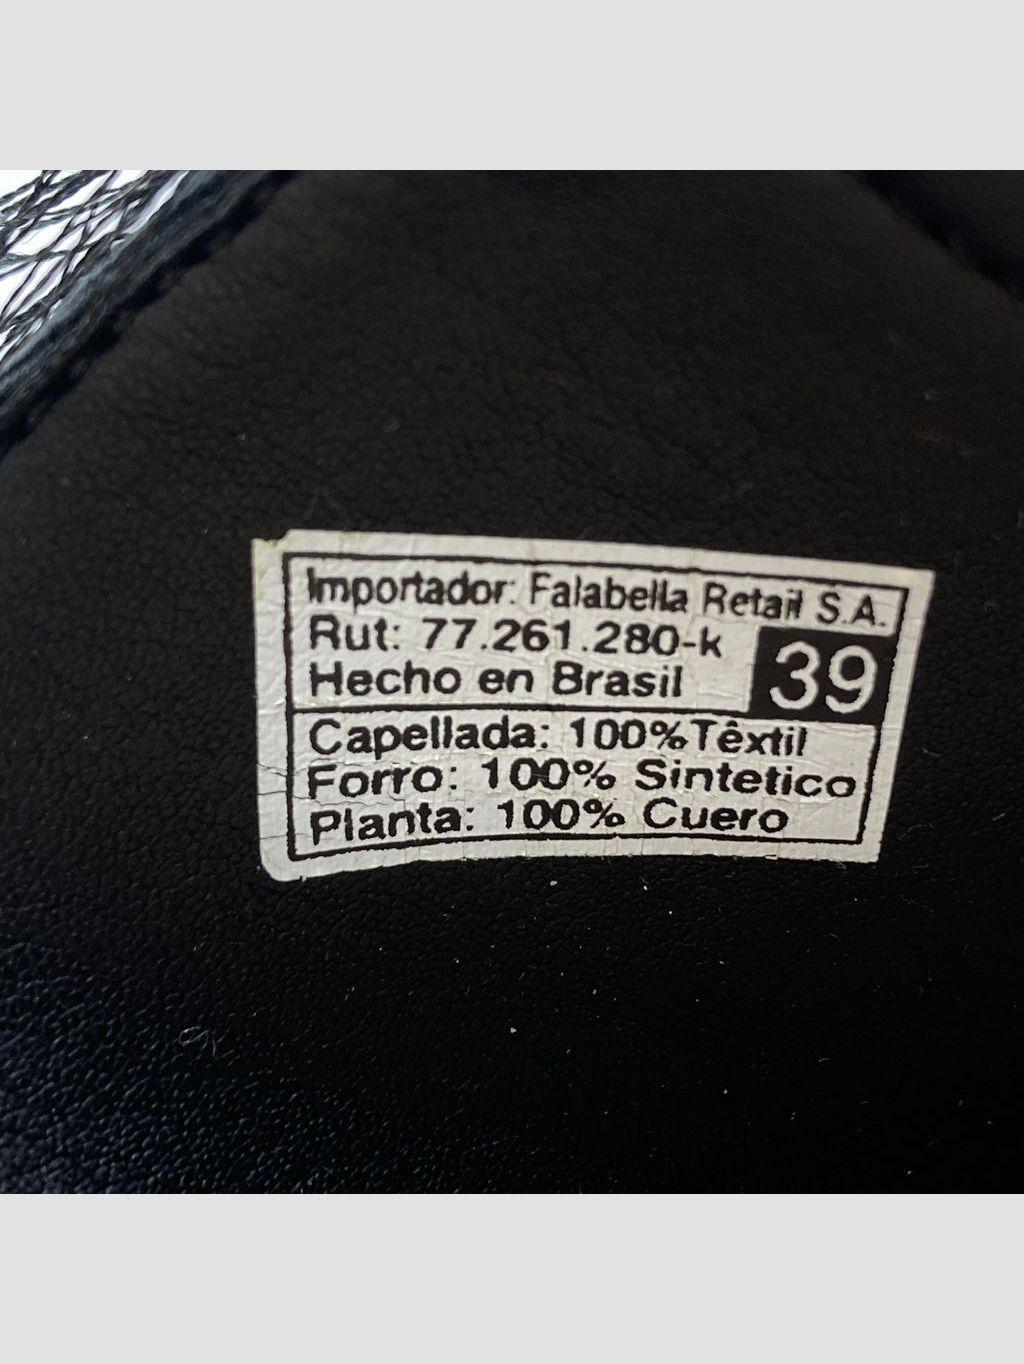 Importador: Falabella Retail S.A.
Rut: 77.261.280-k
39
Hecho en Brasil
Capellada: 100%Têxtil
Forro: 100% Sintetico
Planta: 100% Cuero